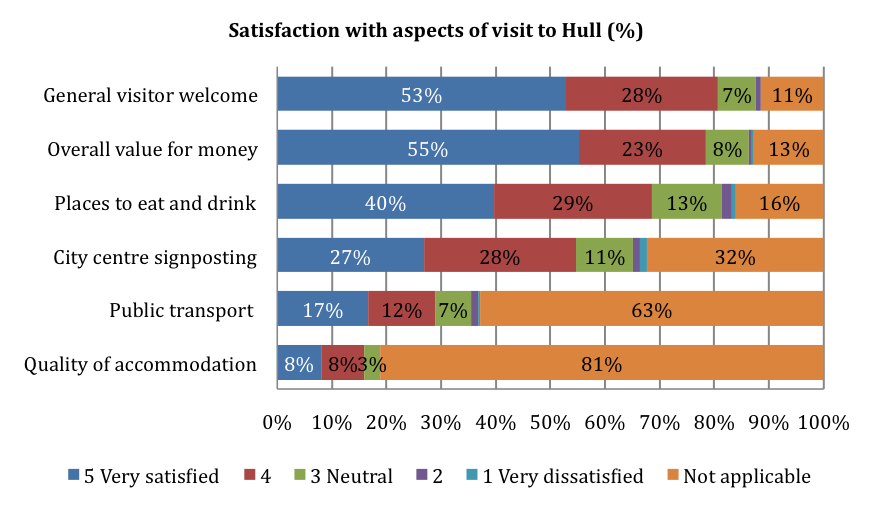 Satisfaction with aspects of visit to Hull (%)
General visitor welcome 53% 28% 7% 11%
Overall value for money 55% 23% 8% 13%
Places to eat and drink 40% 29% 13% 16%
City centre signposting 27% 28% 11% 32%
Public transport 17% 12% 7% 63%
Quality of accommodation 8% 8% 3% 81%
0% 10% 20% 30% 40% 50% 60% 70% 80% 90% 100%
5 Very satisfied 4 3 Neutral 2 1 Very dissatisfied Not applicable